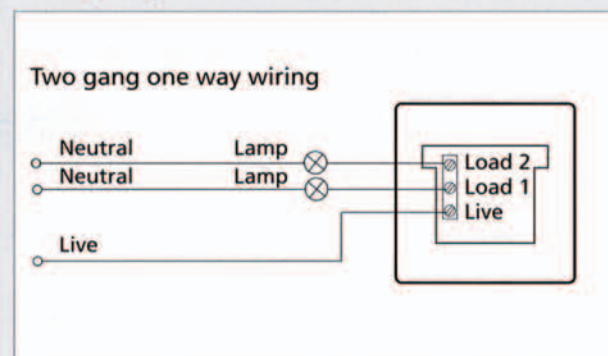 Two gang one way wiring
Neutral Lamp Load 2
Neutral Lamp Load 1
Live
Live